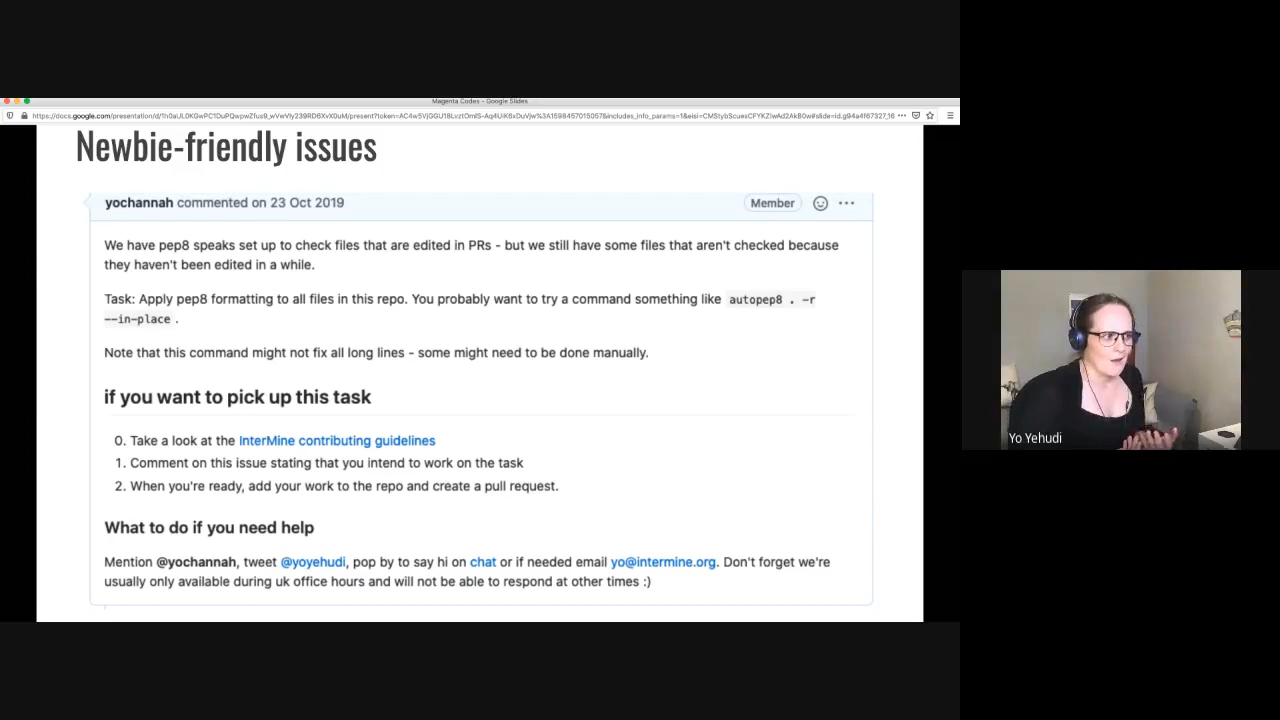 Magenta Codes - Google Slides
Newbie-friendly issues
yochannah commented on 23 Oct 2019
Member
We have pep8 speaks set up to check files that are edited in PRs - but we still have some files that aren't checked because
they haven't been edited in a while.
Task: Apply pep8 formatting to all files in this repo. You probably want to try a command something like autopep8 . -r
--in-place .
Note that this command might not fix all long lines - some might need to be done manually.
if you want to pick up this task
0. Take a look at the InterMine contributing guidelines
1. Comment on this issue stating that you intend to work on the task
2. When you're ready, add your work to the repo and create a pull request.
What to do if you need help
Mention @yochannah, tweet @yoyehudi, pop by to say hi on chat or if needed email yo@intermine.org. Don't forget we're
usually only available during uk office hours and will not be able to respond at other times :)
Yo Yehudi